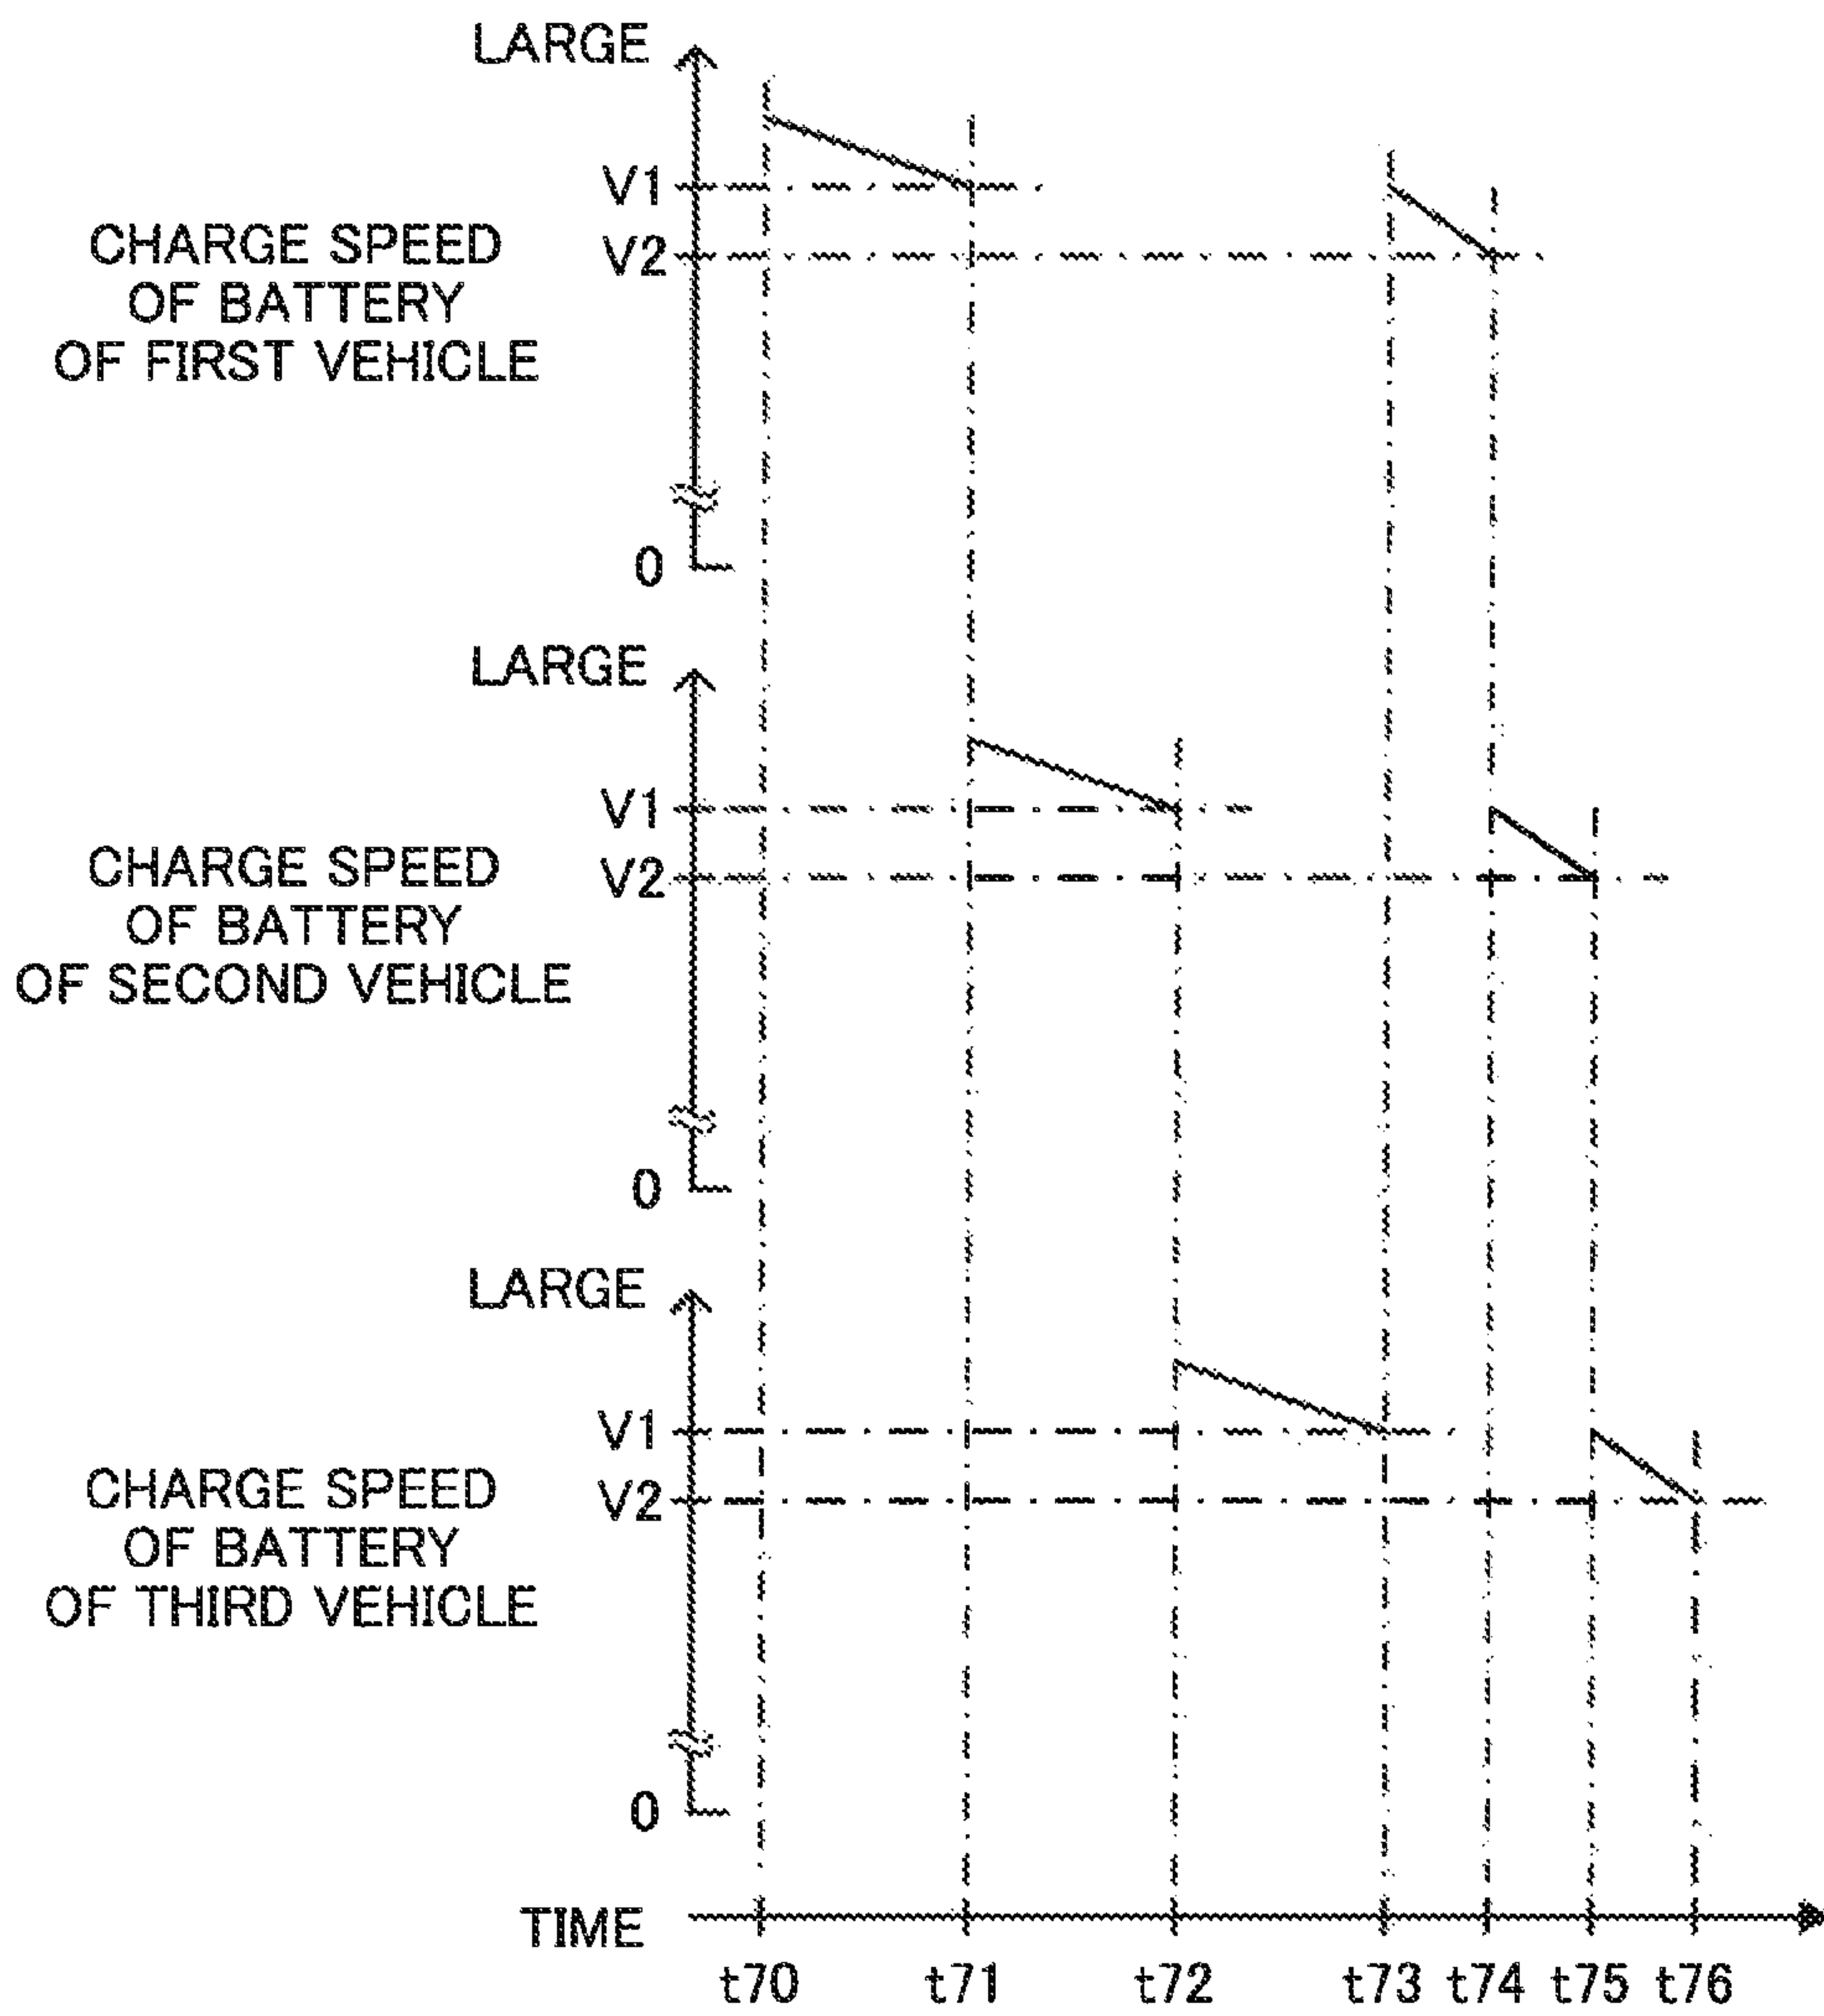 LARGE
V1
V2
CHARGE SPEED
OF BATTERY
OF FIRST VEHICLE
0
LARGE
V1
V2
CHARGE SPEED
OF BATTERY
OF SECOND VEHICLE
0
LARGE
V1
V2
CHARGE SPEED
OF BATTERY
OF THIRD VEHICLE
0
TIME
t70 t71 t72 t73 t74 t75 t76